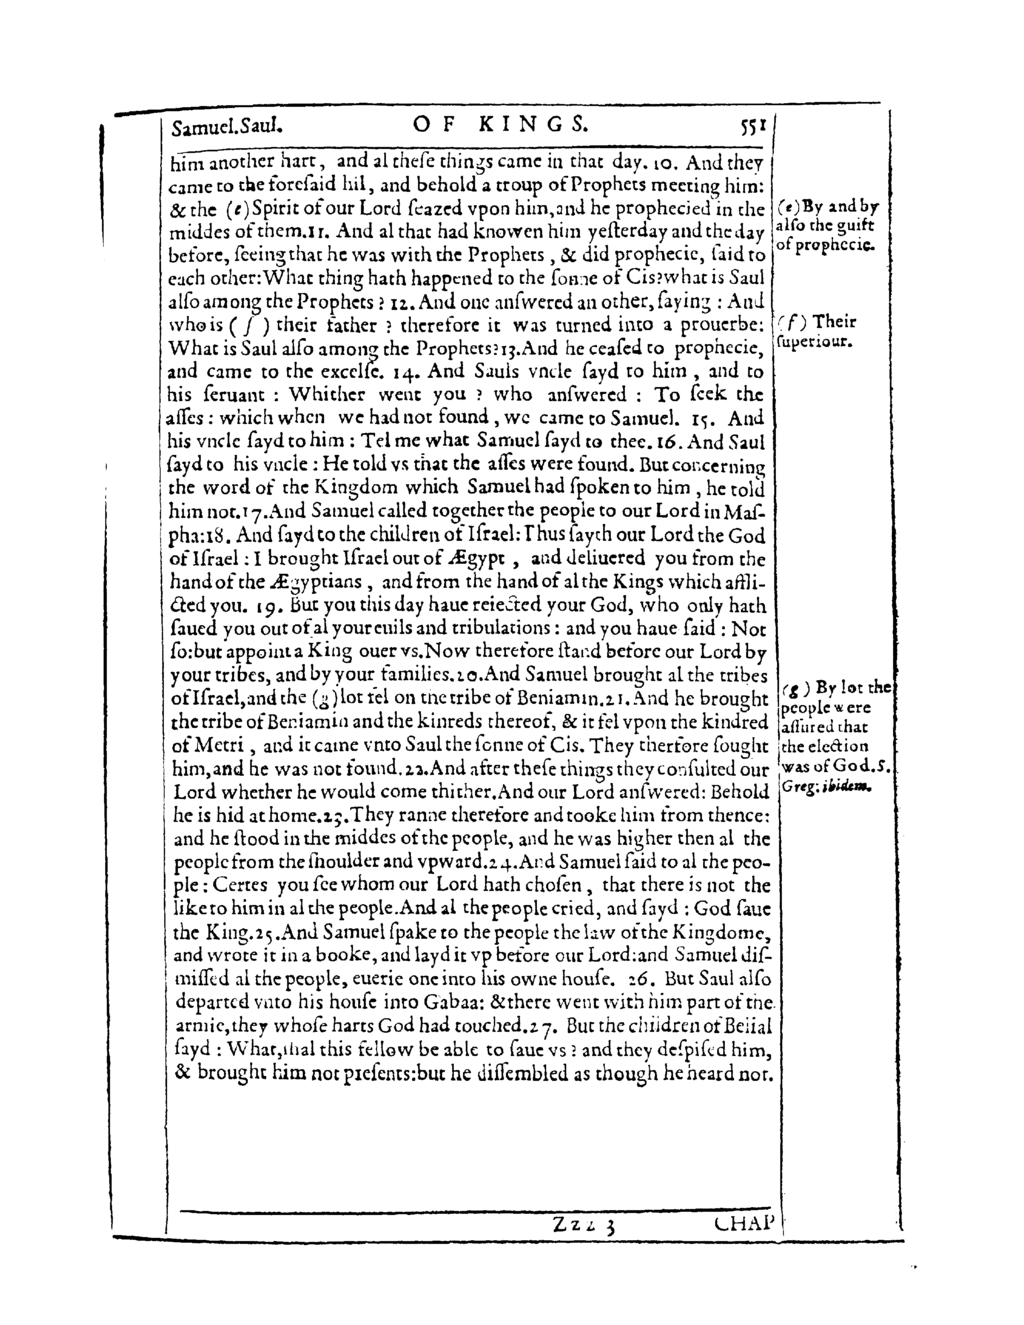 Samuel.Saul. OF KINGS. 551
him another hart, and al theſe things came in that day. 10. And they
came to the foreſaid hil, and behold a troup of Prophets meeting him:
& the (e)Spirit of our Lord ſeazed vpon him,and he prophecied in the
middes of them.11. And al that had knowen him yeſterday and the day
before, ſeeing that he was with the Prophets, & did prophecie, ſaid to
each other:What thing hath happened to the ſonne of Cis?what is Saul
alſo among the Prophets? 12. And one anſwered an other, ſaying : And
who is (f) their father ? therefore it was turned into a prouerbe:
What is Saul alſo among the Prophets?13.And he ceaſed to prophecie,
and came to the excelſe. 14. And Sauls vncle ſayd to him, and to
his ſeruant : Whither went you ? who anſwered : To ſeek the
aſſes : which when we had not found, we came to Samuel. 15. And
his vncle ſayd to him : Tel me what Samuel ſayd to thee. 16. And Saul
ſayd to his vncle : He told vs that the aſſes were found. But concerning
the word of the Kingdom which Samuel had ſpoken to him, he told
him not.17.And Samuel called together the people to our Lord in Maſ-
pha:18. And ſayd to the children of Iſrael: Thus ſayth our Lord the God
of Iſrael : I brought Iſrael out of Ægypt, and deliuered you from the
hand of the Ægyptians, and from the hand of al the Kings which affli-
cted you. 19. But you this day haue reiected your God, who only hath
ſaued you out of al your euils and tribulations : and you haue ſaid : Not
ſo:but appoint a King ouer vs.Now therefore ſtand before our Lord by
your tribes, and by your families.20.And Samuel brought al the tribes
of Iſrael,and the (g)lot fel on the tribe of Beniamin.21.And he brought
the tribe of Beniamin and the kinreds thereof, & it fel vpon the kindred
of Metri, and it came vnto Saul the ſonne of Cis. They therfore ſought
him,and he was not found.22.And after theſe things they conſulted our
Lord whether he would come thither.And our Lord anſwered: Behold
he is hid at home.23.They ranne therefore and tooke him from thence:
and he ſtood in the middes of the people, and he was higher then al the
people from the ſhoulder and vpward.24.And Samuel ſaid to al the peo-
ple : Certes you ſee whom our Lord hath choſen, that there is not the
like to him in al the people.And al the people cried, and ſayd : God ſaue
the King.25.And Samuel ſpake to the people the law of the Kingdome,
and wrote it in a booke, and layd it vp before our Lord:and Samuel diſ-
miſſed al the people, euerie one into his owne houſe. 26. But Saul alſo
departed vnto his houſe into Gabaa: &there went with him part of the
armie,they whoſe harts God had touched.27. But the children of Belial
ſayd : What,ſhal this fellow be able to ſaue vs ? and they deſpiſed him,
& brought him not preſents:but he diſſembled as though he heard not.
(e)By and by
alſo the guift
of prophecie.
(f) Their
ſuperiour.
(g) By lot the
people were
aſſured that
the election
was of God.S.
Greg: ibidem.
Zzz 3 CHAP